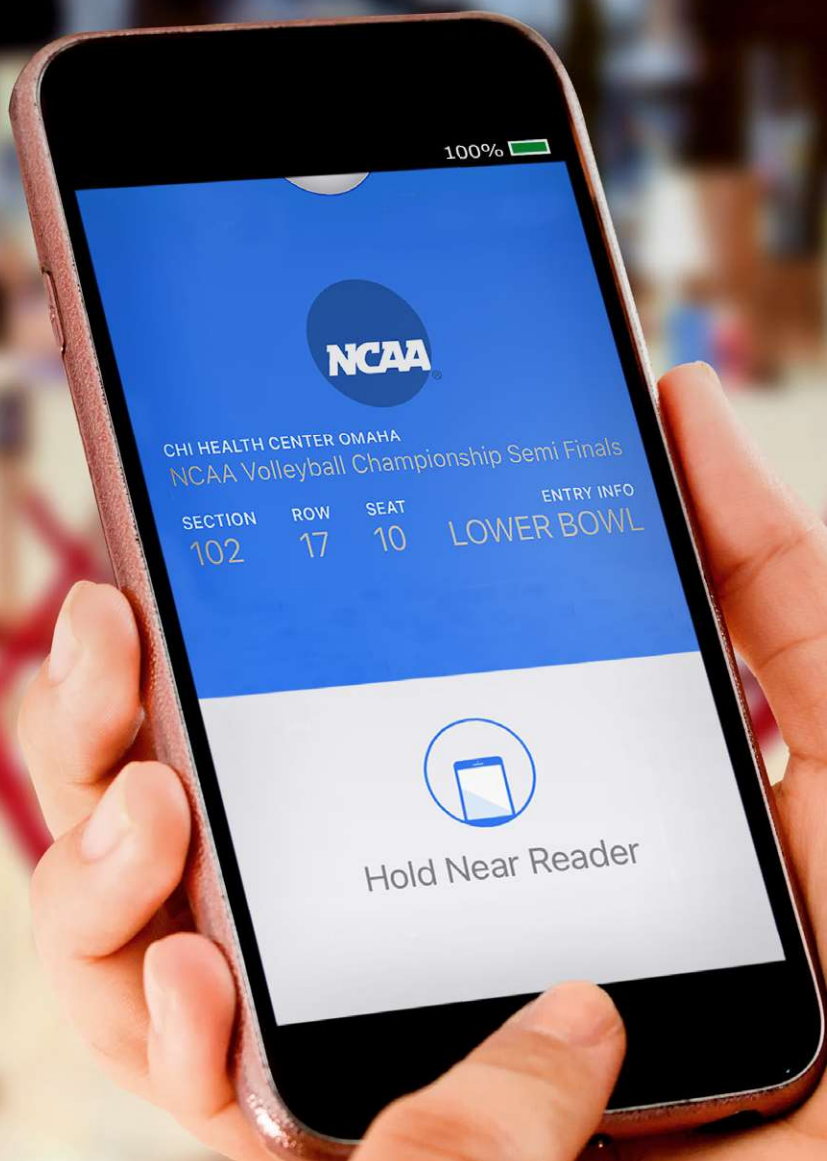 100%
NCAA
®
CHI HEALTH CENTER OMAHA
NCAA Volleyball Championship Semi Finals
SECTION ROW SEAT ENTRY INFO
102 17 10 LOWER BOWL
Hold Near Reader